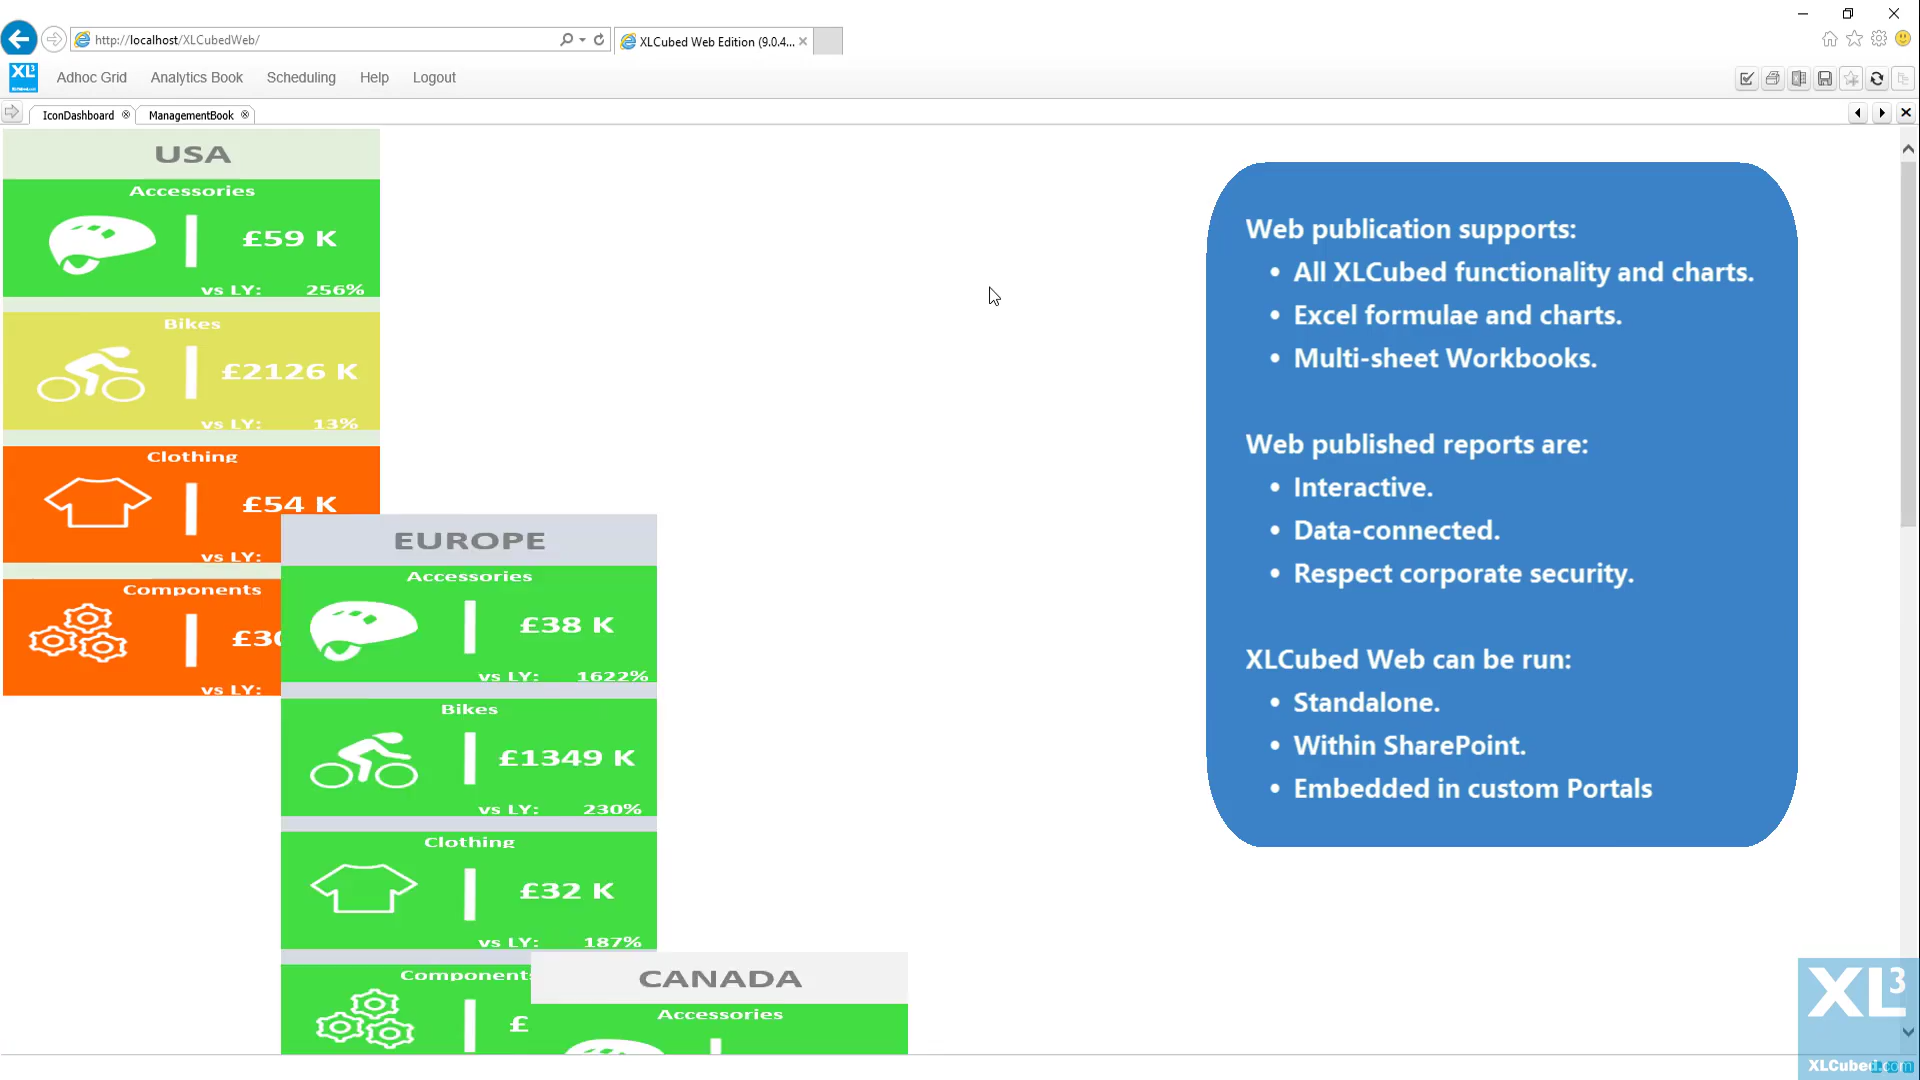 http://localhost/XLCubedWeb/
XLCubed Web Edition (9.0.4...
XL3
Adhoc Grid
Analytics Book
Scheduling
Help
Logout
IconDashboard
ManagementBook
USA
Accessories
£59 K
vs LY: 256%
Bikes
£2126 K
vs LY: 13%
Clothing
£54 K
vs LY:
Components
vs LY:
EUROPE
Accessories
£38 K
vs LY: 1622%
Bikes
£1349 K
vs LY: 230%
Clothing
£32 K
vs LY: 187%
Component
£
CANADA
Accessories
Web publication supports:
• All XLCubed functionality and charts.
• Excel formulae and charts.
• Multi-sheet Workbooks.
Web published reports are:
• Interactive.
• Data-connected.
• Respect corporate security.
XLCubed Web can be run:
• Standalone.
• Within SharePoint.
• Embedded in custom Portals
XL3
XLCubed.com